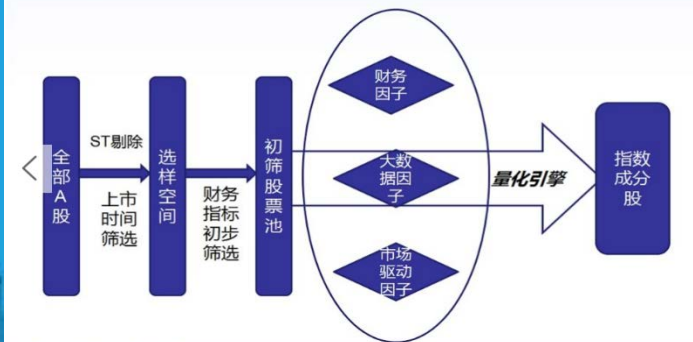 全部A股
ST剔除
上市
时间
筛选
选样空间
财务
指标
初步
筛选
初筛股票池
财务
因子
大数
据因
子
市场
驱动
因子
量化引擎
指数
成分
股